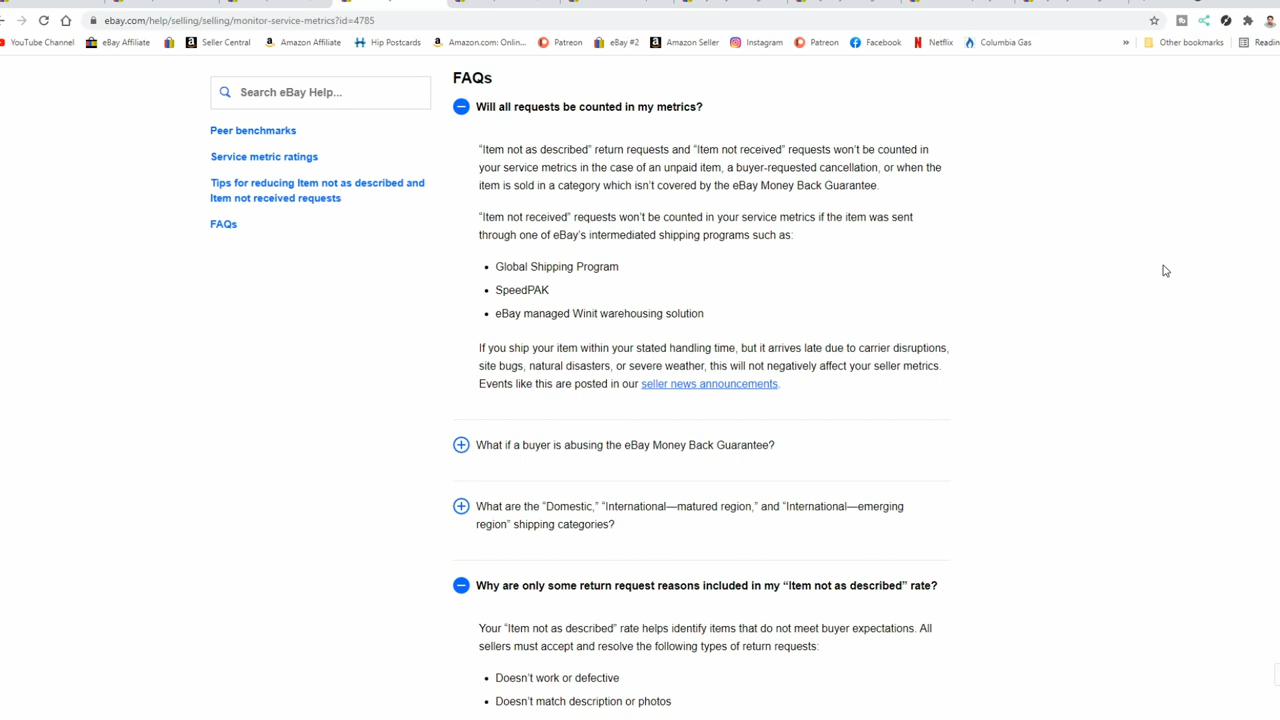 ebay.com/help/selling/selling/monitor-service-metrics?id=4785
YouTube Channel eBay Affiliate Seller Central Amazon Affiliate Hip Postcards Amazon.com: Onlin... Patreon eBay #2 Amazon Seller Instagram Patreon Facebook Netflix Columbia Gas » Other bookmarks Readin
Search eBay Help...
Peer benchmarks
Service metric ratings
Tips for reducing Item not as described and
Item not received requests
FAQs
FAQs
Will all requests be counted in my metrics?
“Item not as described” return requests and “Item not received” requests won’t be counted in
your service metrics in the case of an unpaid item, a buyer-requested cancellation, or when the
item is sold in a category which isn’t covered by the eBay Money Back Guarantee.
“Item not received” requests won’t be counted in your service metrics if the item was sent
through one of eBay’s intermediated shipping programs such as:
• Global Shipping Program
• SpeedPAK
• eBay managed Winit warehousing solution
If you ship your item within your stated handling time, but it arrives late due to carrier disruptions,
site bugs, natural disasters, or severe weather, this will not negatively affect your seller metrics.
Events like this are posted in our seller news announcements.
What if a buyer is abusing the eBay Money Back Guarantee?
What are the “Domestic,” “International—matured region,” and “International—emerging
region” shipping categories?
Why are only some return request reasons included in my “Item not as described” rate?
Your “Item not as described” rate helps identify items that do not meet buyer expectations. All
sellers must accept and resolve the following types of return requests:
• Doesn’t work or defective
• Doesn’t match description or photos